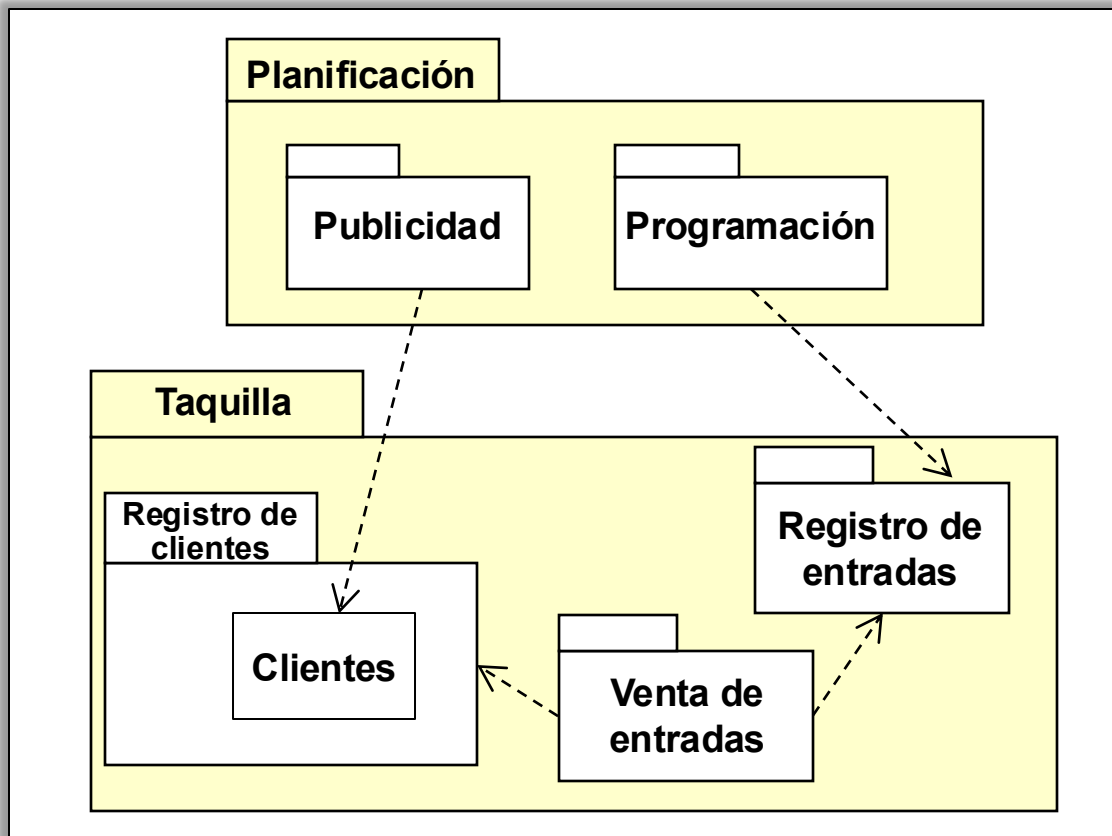 Planificación
Publicidad
Programación
Taquilla
Registro de
clientes
Clientes
Registro de
entradas
Venta de
entradas